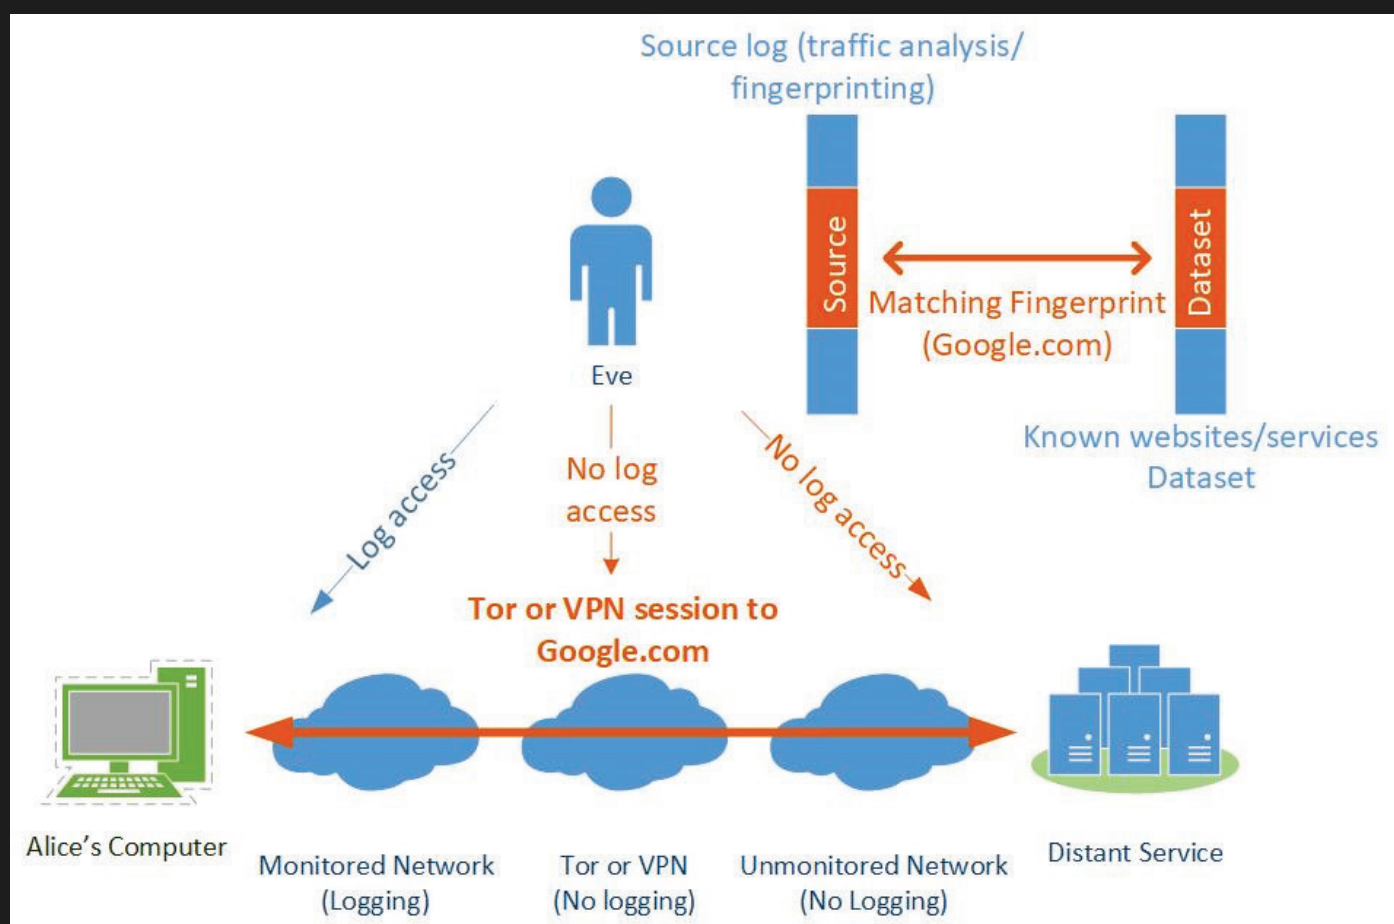 Source log (traffic analysis/
fingerprinting)
Source
Dataset
Matching Fingerprint
(Google.com)
Known websites/services
Dataset
Eve
Log access
No log
access
No log access
Tor or VPN session to
Google.com
Alice’s Computer
Monitored Network
(Logging)
Tor or VPN
(No logging)
Unmonitored Network
(No Logging)
Distant Service